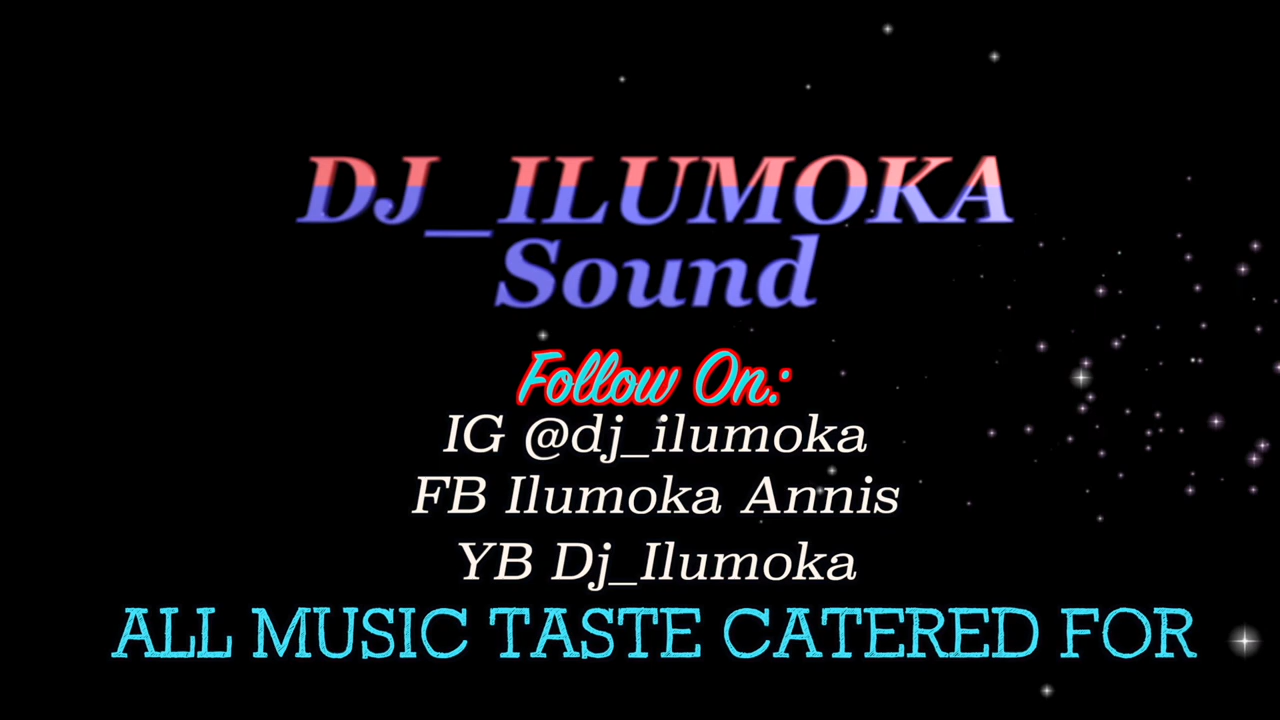 DJ_ILUMOKA
Sound
Follow On:
IG @dj_ilumoka
FB Ilumoka Annis
YB Dj_Ilumoka
ALL MUSIC TASTE CATERED FOR